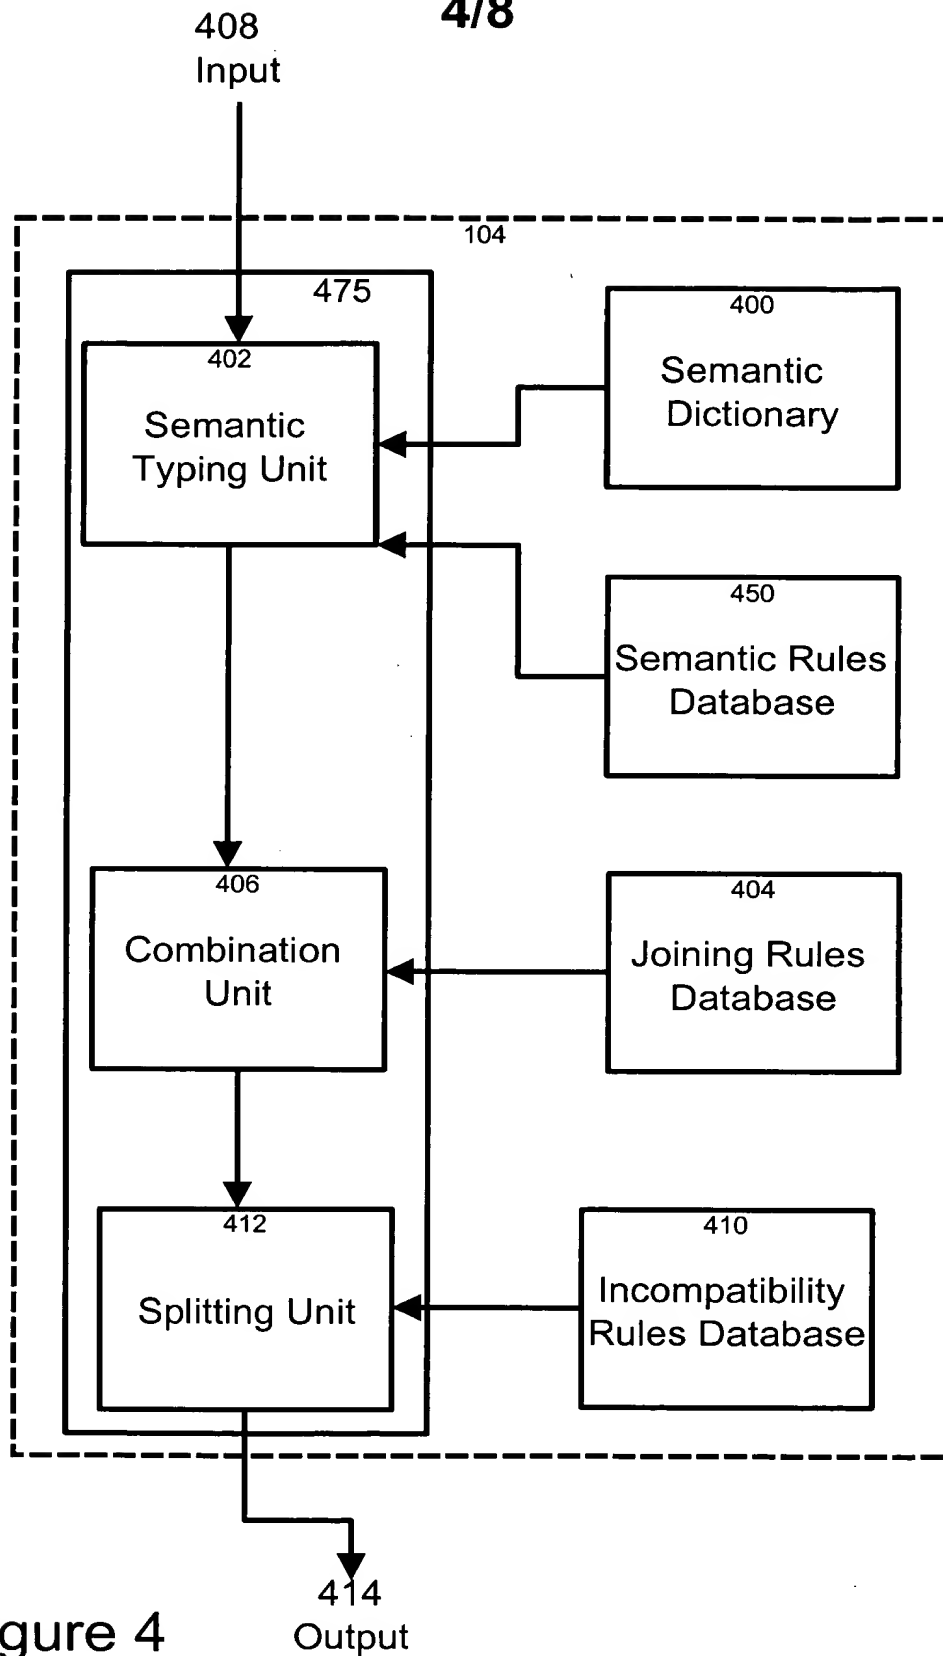 4/8
408
Input
104
475
400
Semantic
Dictionary
402
Semantic
Typing Unit
450
Semantic Rules
Database
406
Combination
Unit
404
Joining Rules
Database
412
Splitting Unit
410
Incompatibility
Rules Database
414
Output
gure 4